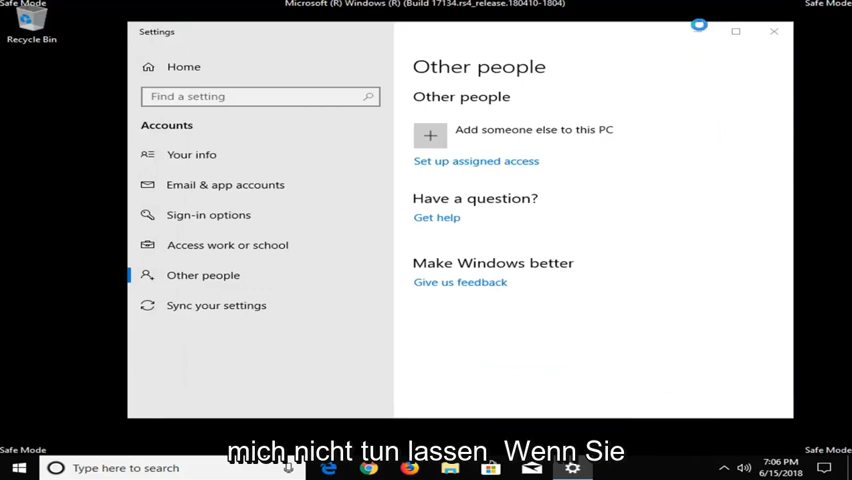 Safe Mode
Microsoft (R) Windows (R) (Build 17134.rs4_release.180410-1804)
Safe Mode
Recycle Bin
Settings
Home
Find a setting
Accounts
Your info
Email & app accounts
Sign-in options
Access work or school
Other people
Sync your settings
Other people
Other people
Add someone else to this PC
Set up assigned access
Have a question?
Get help
Make Windows better
Give us feedback
mich nicht tun lassen Wenn Sie
Safe Mode
Safe Mode
Type here to search
7:06 PM
6/15/2018